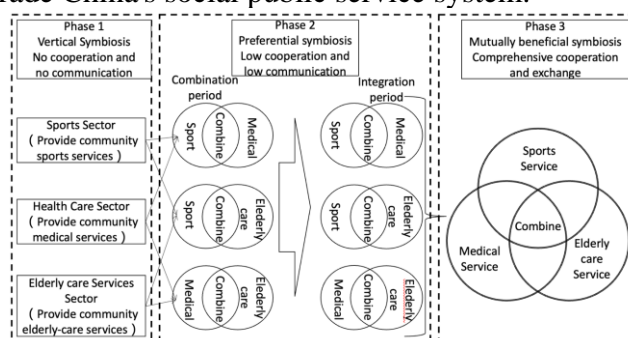 rade China's social public service system.
Phase 1
Vertical Symbiosis
No cooperation and
no communication
Sports Sector
( Provide community
sports services )
Health Care Sector
( Provide community
medical services )
Elderly care Services
Sector
( Provide community
elderly-care services )
Phase 2
Preferential symbiosis
Low cooperation and
low communication
Combination
period
Sport
Combine
Medical
Sport
Combine
Elederly
care
Medical
Combine
Elederly
care
Integration
period
Sport
Combine
Medical
Sport
Combine
Elederly
care
Medical
Combine
Elederly
care
Phase 3
Mutually beneficial symbiosis
Comprehensive cooperation
and exchange
Sports
Service
Combine
Medical
Service
Elderly
care
Service